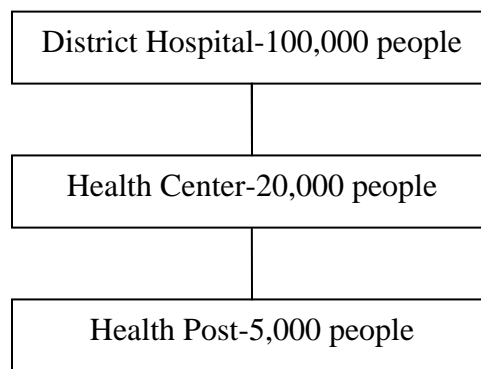 District Hospital-100,000 people
Health Center-20,000 people
Health Post-5,000 people